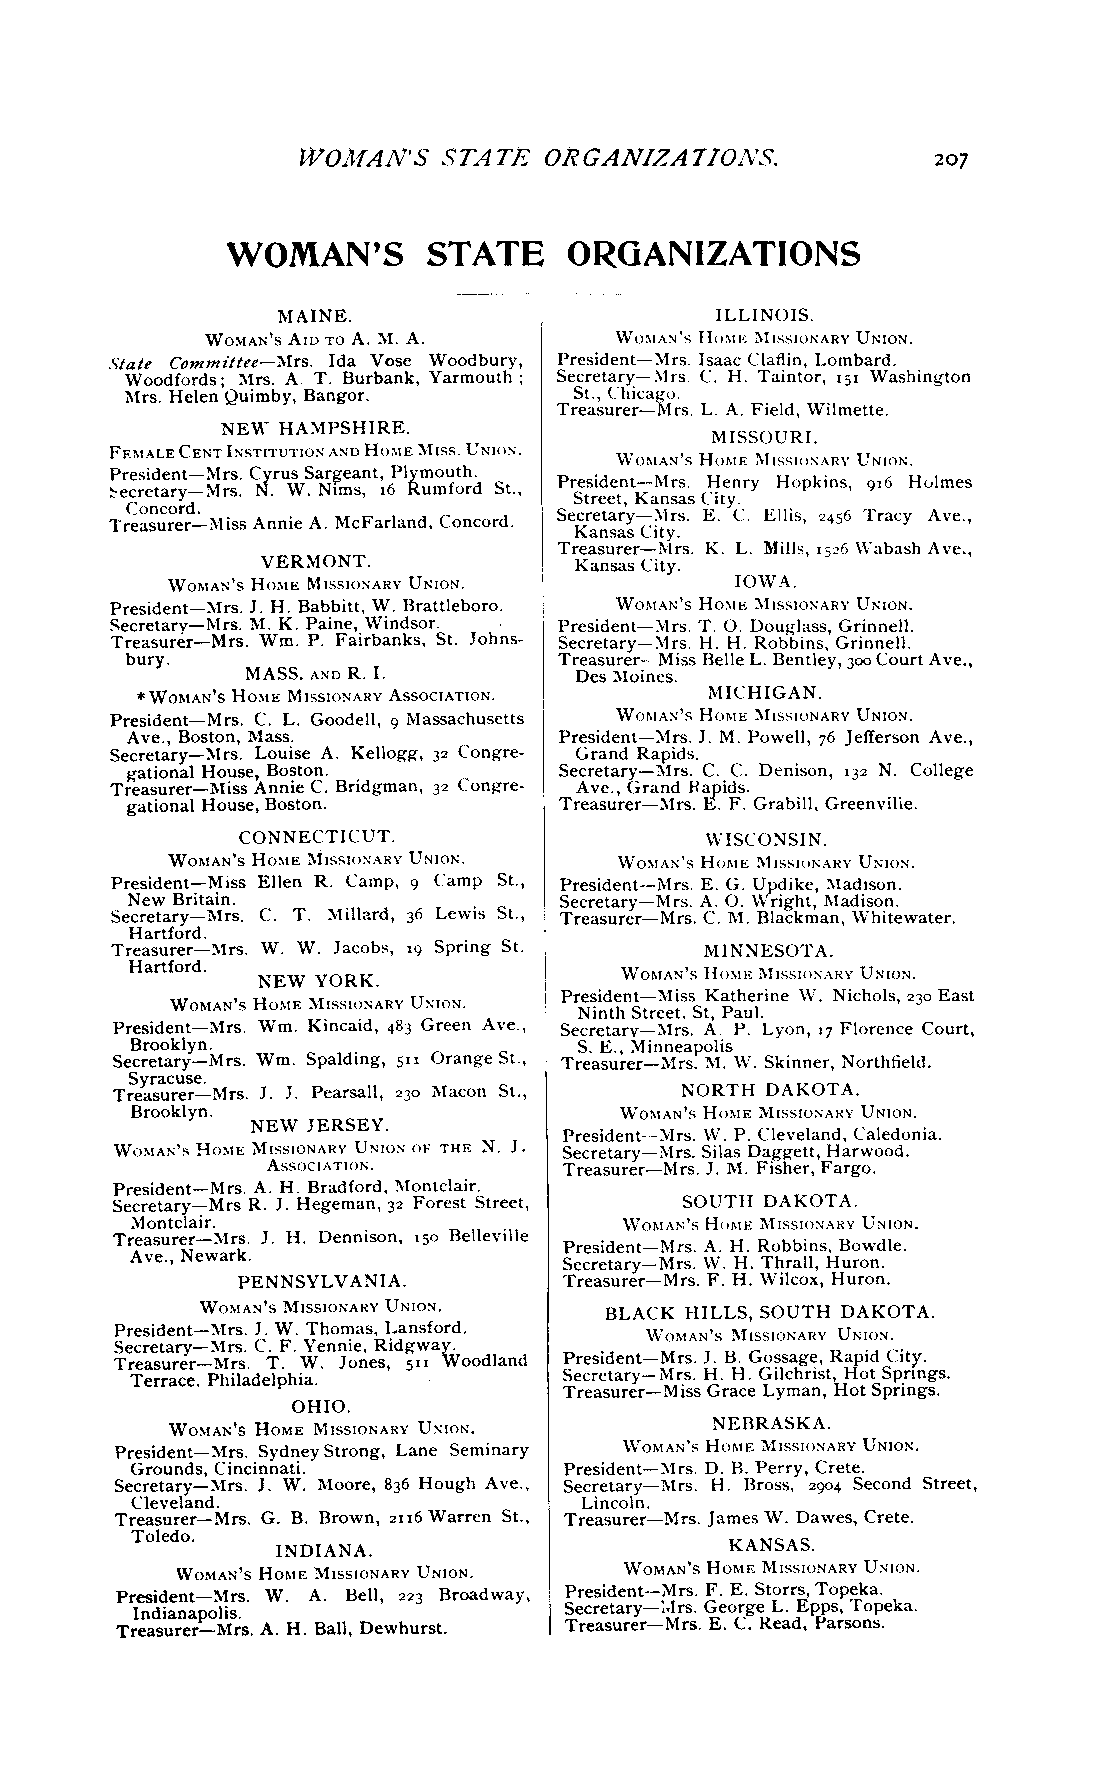 WOMAN'S STATE ORGANIZATIONS. 207
WOMAN'S STATE ORGANIZATIONS
MAINE.
WOMAN'S AID TO A. M. A.
State Committee—Mrs. Ida Vose Woodbury,
Woodfords; Mrs. A. T. Burbank, Yarmouth;
Mrs. Helen Quimby, Bangor.
NEW HAMPSHIRE.
FEMALE CENT INSTITUTION AND HOME MISS. UNION.
President—Mrs. Cyrus Sargeant, Plymouth.
Secretary—Mrs. N. W. Nims, 16 Rumford St.,
Concord.
Treasurer—Miss Annie A. McFarland, Concord.
VERMONT.
WOMAN'S HOME MISSIONARY UNION.
President—Mrs. J. H. Babbitt, W. Brattleboro.
Secretary—Mrs. M. K. Paine, Windsor.
Treasurer—Mrs. Wm. P. Fairbanks, St. Johns-
bury.
MASS. AND R. I.
*WOMAN'S HOME MISSIONARY ASSOCIATION.
President—Mrs. C. L. Goodell, 9 Massachusetts
Ave., Boston, Mass.
Secretary—Mrs. Louise A. Kellogg, 32 Congre-
gational House, Boston.
Treasurer—Miss Annie C. Bridgman, 32 Congre-
gational House, Boston.
CONNECTICUT.
WOMAN'S HOME MISSIONARY UNION.
President—Miss Ellen R. Camp, 9 Camp St.,
New Britain.
Secretary—Mrs. C. T. Millard, 36 Lewis St.,
Hartford.
Treasurer—Mrs. W. W. Jacobs, 19 Spring St.
Hartford.
NEW YORK.
WOMAN'S HOME MISSIONARY UNION.
President—Mrs. Wm. Kincaid, 483 Green Ave.,
Brooklyn.
Secretary—Mrs. Wm. Spalding, 511 Orange St.,
Syracuse.
Treasurer—Mrs. J. J. Pearsall, 230 Macon St.,
Brooklyn.
NEW JERSEY.
WOMAN'S HOME MISSIONARY UNION OF THE N. J.
ASSOCIATION.
President—Mrs. A. H. Bradford, Montclair.
Secretary—Mrs R. J. Hegeman, 32 Forest Street,
Montclair.
Treasurer—Mrs. J. H. Dennison, 150 Belleville
Ave., Newark.
PENNSYLVANIA.
WOMAN'S MISSIONARY UNION.
President—Mrs. J. W. Thomas, Lansford.
Secretary—Mrs. C. F. Yennie, Ridgway.
Treasurer—Mrs. T. W. Jones, 511 Woodland
Terrace, Philadelphia.
OHIO.
WOMAN'S HOME MISSIONARY UNION.
President—Mrs. Sydney Strong, Lane Seminary
Grounds, Cincinnati.
Secretary—Mrs. J. W. Moore, 836 Hough Ave.,
Cleveland.
Treasurer—Mrs. G. B. Brown, 2116 Warren St.,
Toledo.
INDIANA.
WOMAN'S HOME MISSIONARY UNION.
President—Mrs. W. A. Bell, 223 Broadway,
Indianapolis.
Treasurer—Mrs. A. H. Ball, Dewhurst.
ILLINOIS.
WOMAN'S HOME MISSIONARY UNION.
President—Mrs. Isaac Claflin, Lombard.
Secretary—Mrs. C. H. Taintor, 151 Washington
St., Chicago.
Treasurer—Mrs. L. A. Field, Wilmette.
MISSOURI.
WOMAN'S HOME MISSIONARY UNION.
President—Mrs. Henry Hopkins, 916 Holmes
Street, Kansas City.
Secretary—Mrs. E. C. Ellis, 2456 Tracy Ave.,
Kansas City.
Treasurer—Mrs. K. L. Mills, 1526 Wabash Ave.,
Kansas City.
IOWA.
WOMAN'S HOME MISSIONARY UNION.
President—Mrs. T. O. Douglass, Grinnell.
Secretary—Mrs. H. H. Robbins, Grinnell.
Treasurer—Miss Belle L. Bentley, 300 Court Ave.,
Des Moines.
MICHIGAN.
WOMAN'S HOME MISSIONARY UNION.
President—Mrs. J. M. Powell, 76 Jefferson Ave.,
Grand Rapids.
Secretary—Mrs. C. C. Denison, 132 N. College
Ave., Grand Rapids.
Treasurer—Mrs. E. F. Grabill, Greenville.
WISCONSIN.
WOMAN'S HOME MISSIONARY UNION.
President—Mrs. E. G. Updike, Madison.
Secretary—Mrs. A. O. Wright, Madison.
Treasurer—Mrs. C. M. Blackman, Whitewater.
MINNESOTA.
WOMAN'S HOME MISSIONARY UNION.
President—Miss Katherine W. Nichols, 230 East
Ninth Street, St, Paul.
Secretary—Mrs. A. P. Lyon, 17 Florence Court,
S. E., Minneapolis
Treasurer—Mrs. M. W. Skinner, Northfield.
NORTH DAKOTA.
WOMAN'S HOME MISSIONARY UNION.
President—Mrs. W. P. Cleveland, Caledonia.
Secretary—Mrs. Silas Daggett, Harwood.
Treasurer—Mrs. J. M. Fisher, Fargo.
SOUTH DAKOTA.
WOMAN'S HOME MISSIONARY UNION.
President—Mrs. A. H. Robbins, Bowdle.
Secretary—Mrs. W. H. Thrall, Huron.
Treasurer—Mrs. F. H. Wilcox, Huron.
BLACK HILLS, SOUTH DAKOTA.
WOMAN'S MISSIONARY UNION.
President—Mrs. J. B. Gossage, Rapid City.
Secretary—Mrs. H. H. Gilchrist, Hot Springs.
Treasurer—Miss Grace Lyman, Hot Springs.
NEBRASKA.
WOMAN'S HOME MISSIONARY UNION.
President—Mrs. D. B. Perry, Crete.
Secretary—Mrs. H. Bross, 2904 Second Street,
Lincoln.
Treasurer—Mrs. James W. Dawes, Crete.
KANSAS.
WOMAN'S HOME MISSIONARY UNION.
President—Mrs. F. E. Storrs, Topeka.
Secretary—Mrs. George L. Epps, Topeka.
Treasurer—Mrs. E. C. Read, Parsons.